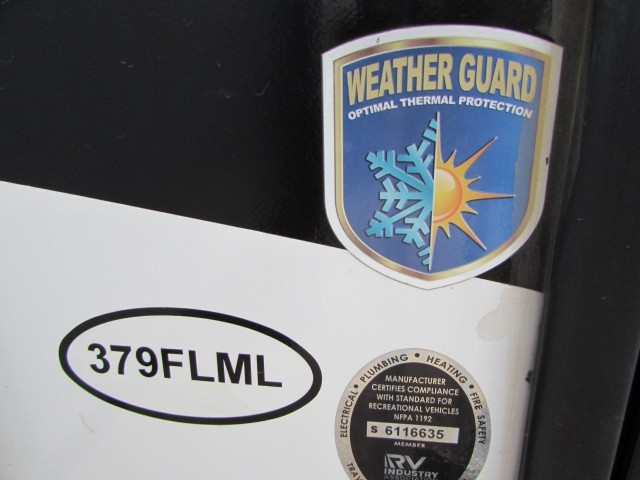 WEATHER GUARD
OPTIMAL THERMAL PROTECTION
379FLML
ELECTRICAL • PLUMBING • HEATING • FIRE SAFETY
MANUFACTURER
CERTIFIES COMPLIANCE
WITH STANDARD FOR
RECREATIONAL VEHICLES
NFPA 1192
S 6116635
MEMBER
RV
INDUSTRY